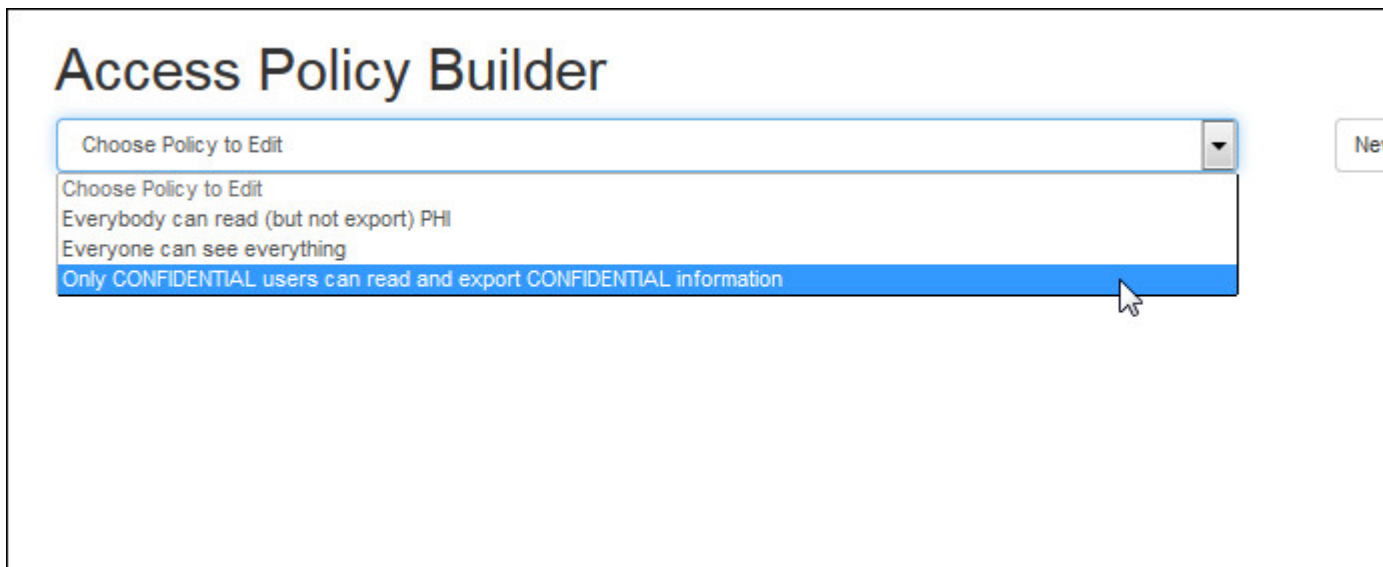 Access Policy Builder
Choose Policy to Edit
Choose Policy to Edit
Everybody can read (but not export) PHI
Everyone can see everything
Only CONFIDENTIAL users can read and export CONFIDENTIAL information